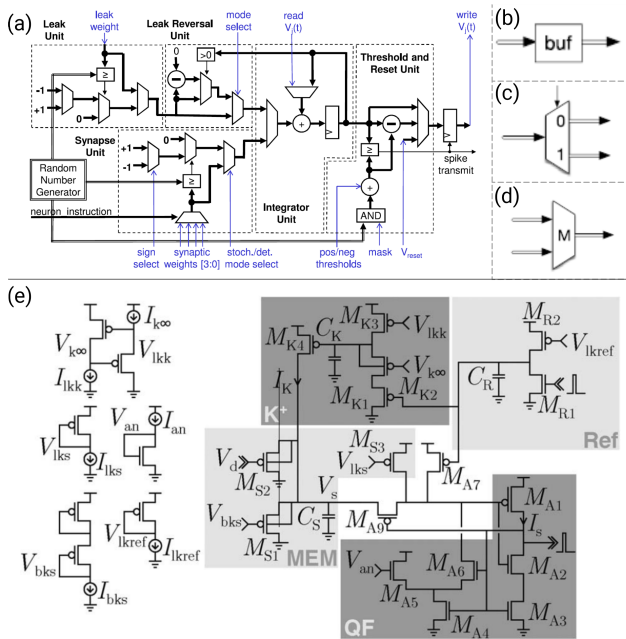 (a)
Leak
Unit
leak
weight
Leak Reversal
Unit
mode
select
read
V_j(t)
write
V_j(t)
Threshold and
Reset Unit
0
>0
−
≥
-1
+1
0
Synapse
Unit
+1
-1
0
≥
Random
Number
Generator
neuron instruction
+
>
−
≥
+
AND
>
spike
transmit
Integrator
Unit
sign
select
synaptic
weights [3:0]
stoch./det.
mode select
pos/neg
thresholds
mask
V_reset
(b)
buf
(c)
0
1
(d)
M
(e)
V_k∞
I_k∞
I_lkk
V_lkk
V_lks
I_lks
V_an
I_an
V_bks
I_bks
V_lkref
I_lkref
M_K4
C_K
M_K3
V_lkk
V_k∞
M_K1
M_K2
I_K
K+
M_R2
V_lkref
C_R
M_R1
Ref
V_d
M_S2
V_bks
M_S1
C_S
MEM
V_s
M_S3
V_lks
M_A7
M_A9
M_A1
I_s
M_A2
M_A3
V_an
M_A5
M_A6
M_A4
QF